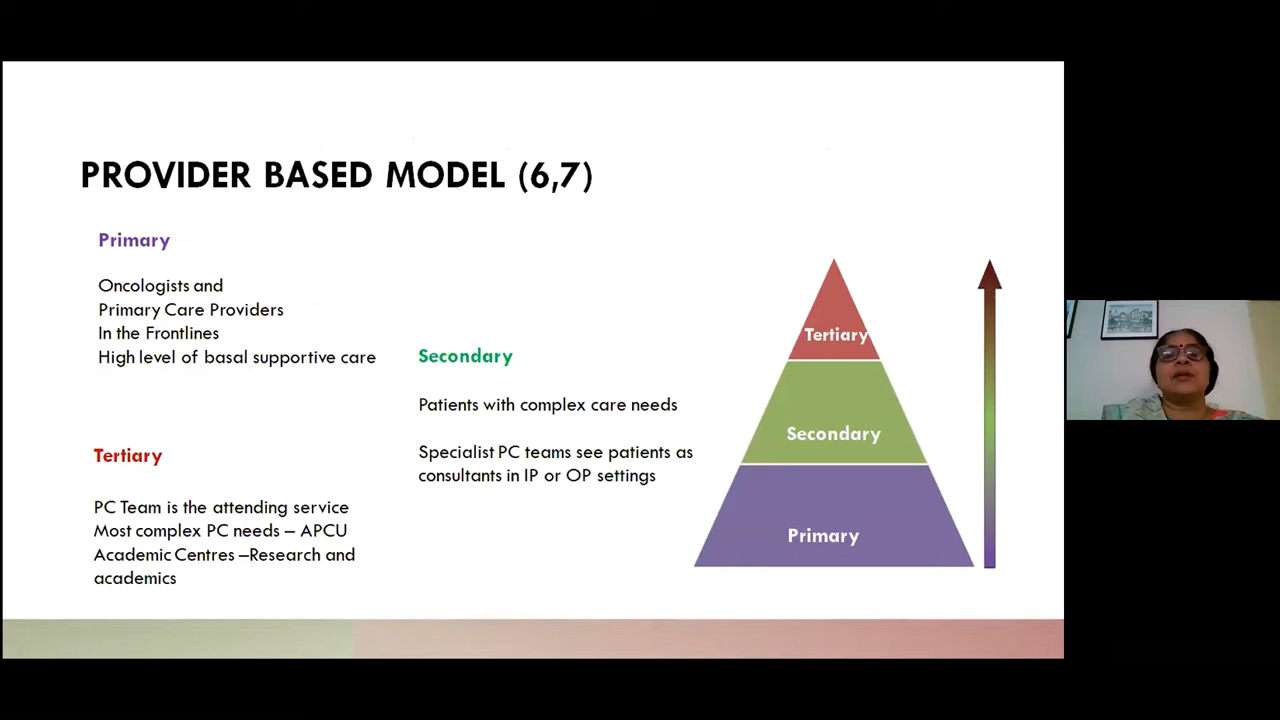 PROVIDER BASED MODEL (6,7)
Primary
Oncologists and
Primary Care Providers
In the Frontlines
High level of basal supportive care
Secondary
Patients with complex care needs
Specialist PC teams see patients as
consultants in IP or OP settings
Tertiary
PC Team is the attending service
Most complex PC needs – APCU
Academic Centres –Research and
academics
Tertiary
Secondary
Primary